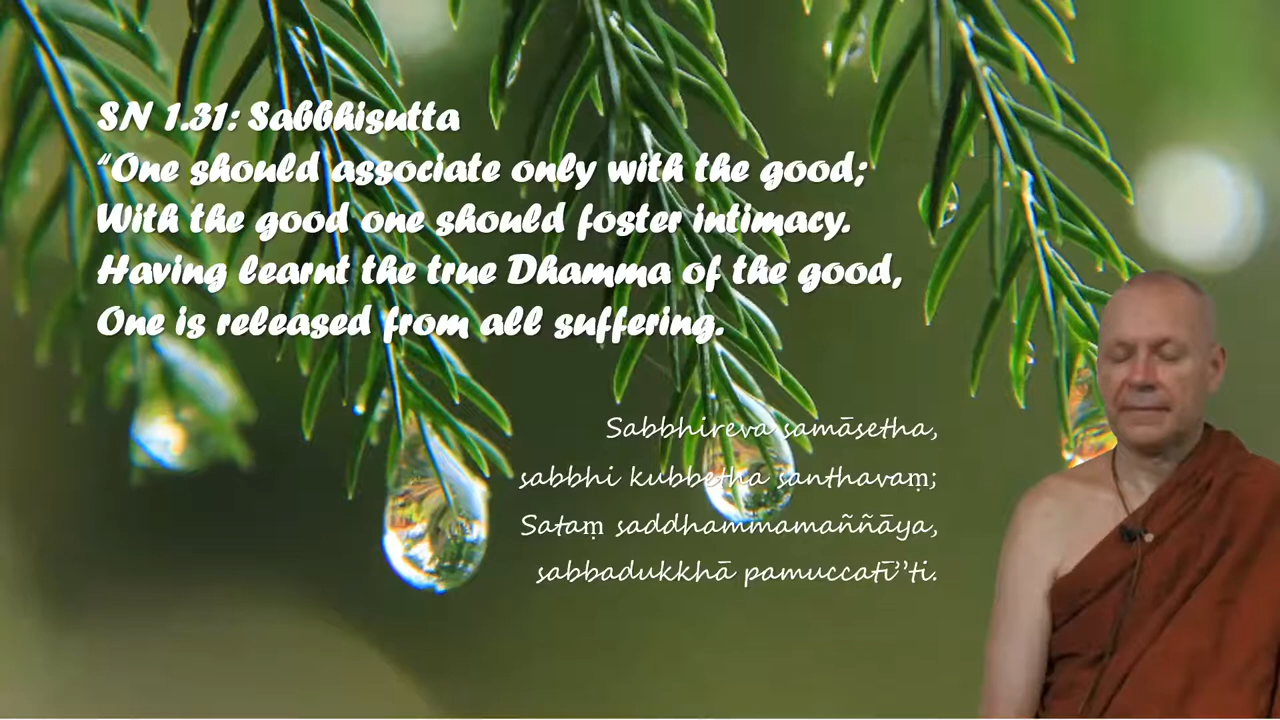 SN 1.31: Sabbhisutta
“One should associate only with the good;
With the good one should foster intimacy.
Having learnt the true Dhamma of the good,
One is released from all suffering.
Sabbhireva samāsetha,
sabbhi kubbetha santhavaṃ;
Sataṃ saddhammamaññāya,
sabbadukkhā pamuccatī’’ti.